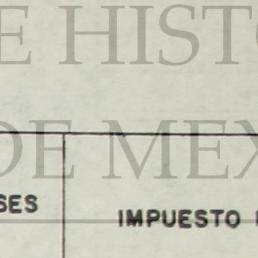 E HISTO
DE MEX
SES IMPUESTO